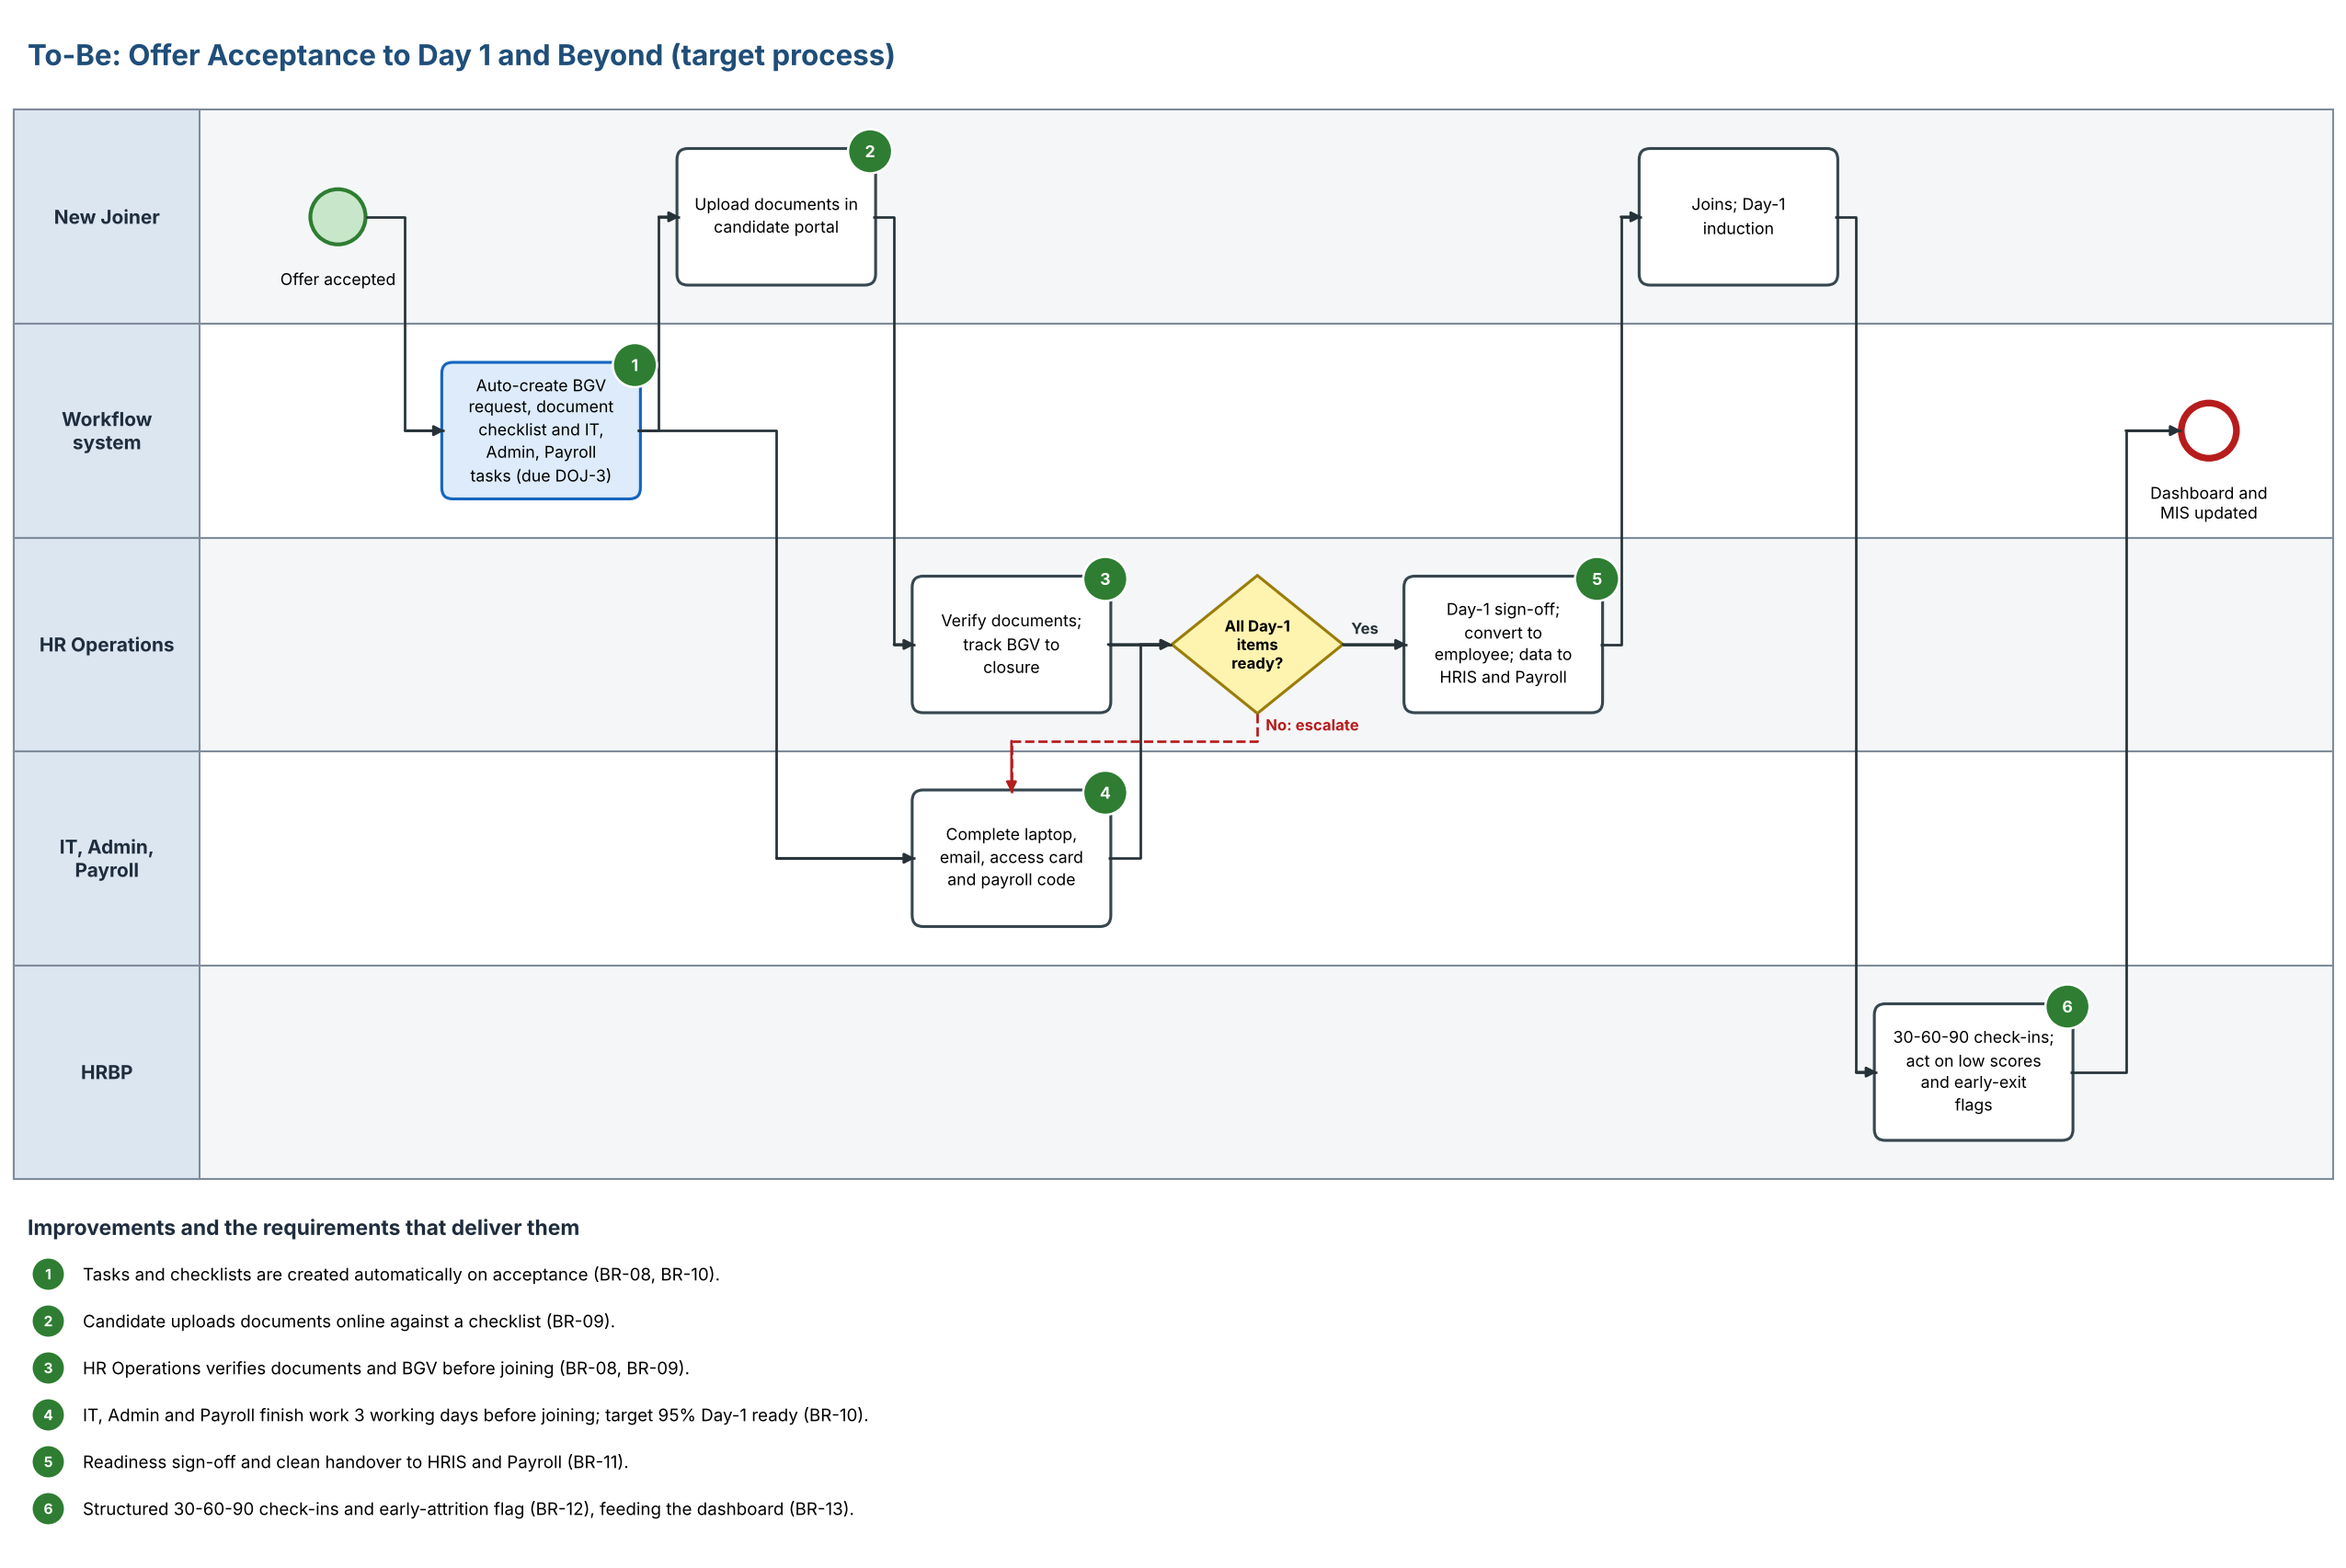 To-Be: Offer Acceptance to Day 1 and Beyond (target process)
New Joiner
Offer accepted
2
Upload documents in
candidate portal
Joins; Day-1
induction
Workflow
system
1
Auto-create BGV
request, document
checklist and IT,
Admin, Payroll
tasks (due DOJ-3)
Dashboard and
MIS updated
HR Operations
3
Verify documents;
track BGV to
closure
All Day-1
items
ready?
Yes
No: escalate
5
Day-1 sign-off;
convert to
employee; data to
HRIS and Payroll
IT, Admin,
Payroll
4
Complete laptop,
email, access card
and payroll code
HRBP
6
30-60-90 check-ins;
act on low scores
and early-exit
flags
Improvements and the requirements that deliver them
1 Tasks and checklists are created automatically on acceptance (BR-08, BR-10).
2 Candidate uploads documents online against a checklist (BR-09).
3 HR Operations verifies documents and BGV before joining (BR-08, BR-09).
4 IT, Admin and Payroll finish work 3 working days before joining; target 95% Day-1 ready (BR-10).
5 Readiness sign-off and clean handover to HRIS and Payroll (BR-11).
6 Structured 30-60-90 check-ins and early-attrition flag (BR-12), feeding the dashboard (BR-13).